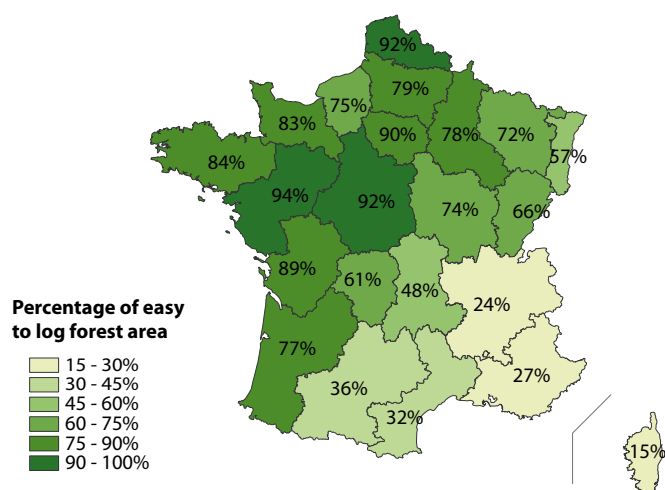 92%
79%
75%
83%
90%
78%
72%
57%
84%
94%
92%
74%
66%
89%
61%
48%
24%
Percentage of easy
to log forest area
77%
15 - 30%
30 - 45%
45 - 60%
60 - 75%
75 - 90%
90 - 100%
36%
27%
32%
15%